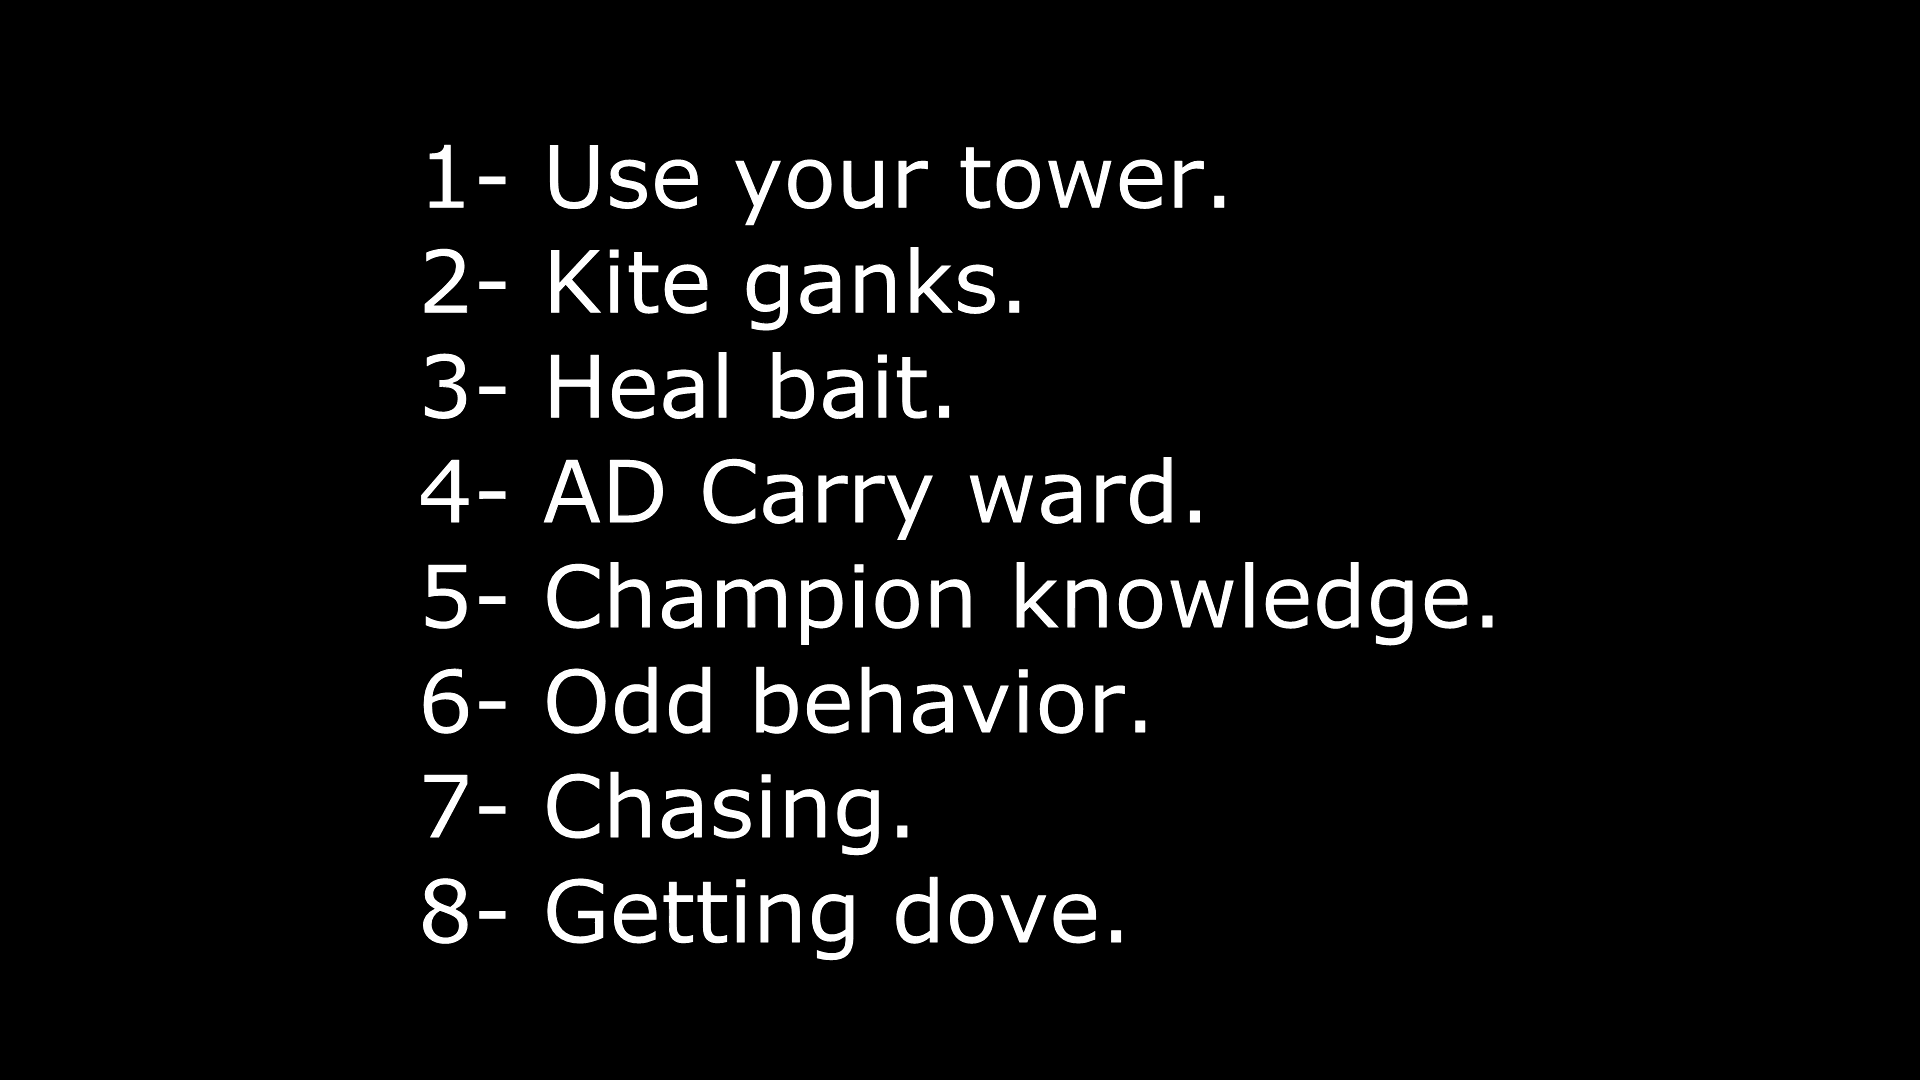 1- Use your tower.
2- Kite ganks.
3- Heal bait.
4- AD Carry ward.
5- Champion knowledge.
6- Odd behavior.
7- Chasing.
8- Getting dove.